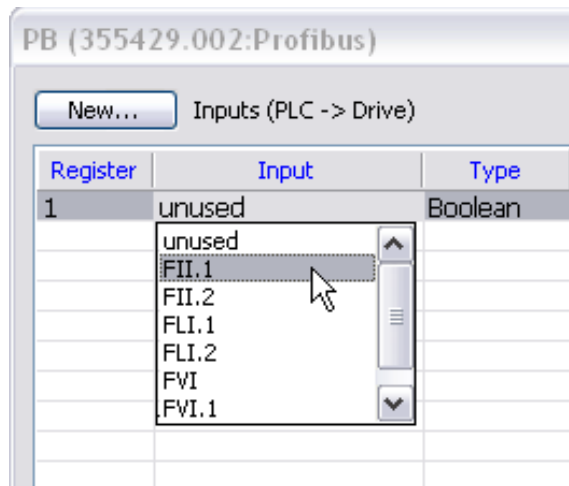 PB (355429.002:Profibus)
New... Inputs (PLC -> Drive)
Register Input Type
1 unused Boolean
unused
FII.1
FII.2
FLI.1
FLI.2
FVI
FVI.1